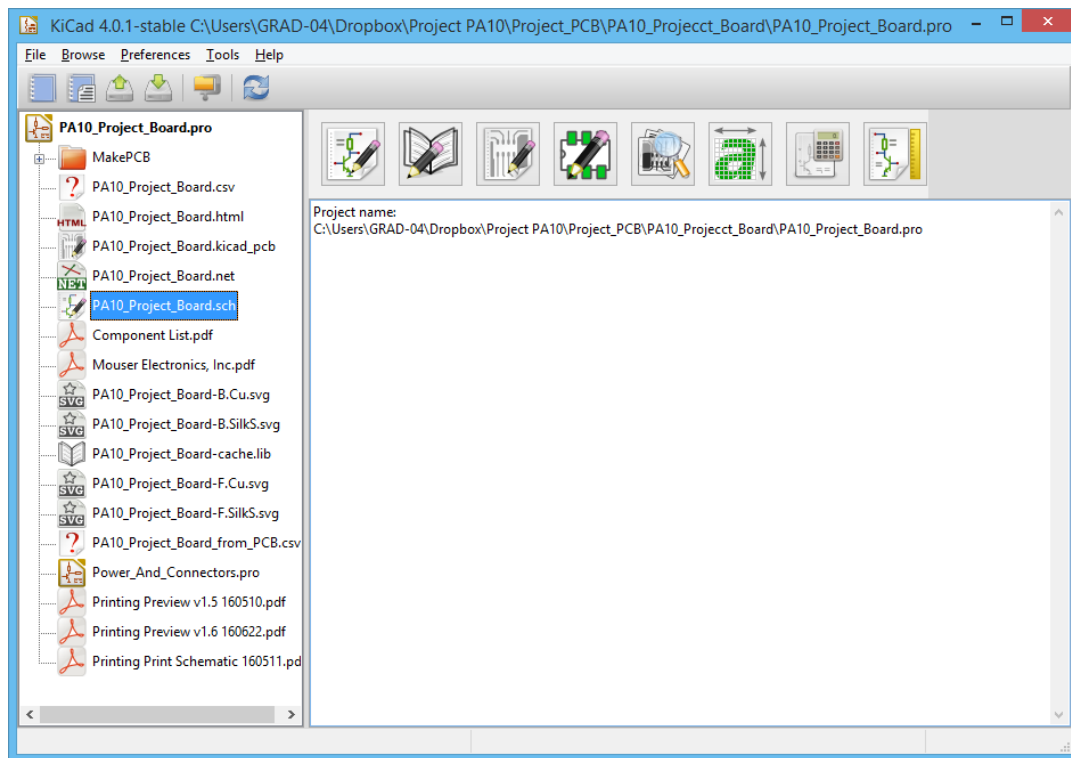 KiCad 4.0.1-stable C:\Users\GRAD-04\Dropbox\Project PA10\Project_PCB\PA10_Projecct_Board\PA10_Project_Board.pro
File Browse Preferences Tools Help
PA10_Project_Board.pro
MakePCB
PA10_Project_Board.csv
HTML PA10_Project_Board.html
PA10_Project_Board.kicad_pcb
NET PA10_Project_Board.net
PA10_Project_Board.sch
Component List.pdf
Mouser Electronics, Inc.pdf
SVG PA10_Project_Board-B.Cu.svg
SVG PA10_Project_Board-B.SilkS.svg
PA10_Project_Board-cache.lib
SVG PA10_Project_Board-F.Cu.svg
SVG PA10_Project_Board-F.SilkS.svg
PA10_Project_Board_from_PCB.csv
Power_And_Connectors.pro
Printing Preview v1.5 160510.pdf
Printing Preview v1.6 160622.pdf
Printing Print Schematic 160511.pd
a
Project name:
C:\Users\GRAD-04\Dropbox\Project PA10\Project_PCB\PA10_Projecct_Board\PA10_Project_Board.pro